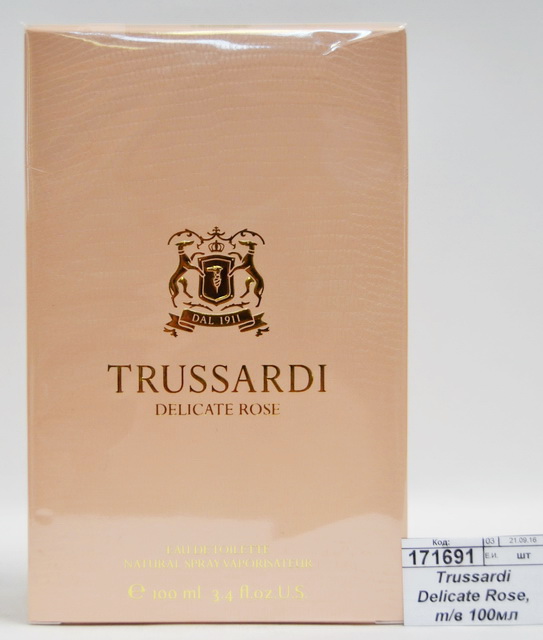 DAL 1911
TRUSSARDI
DELICATE ROSE
EAU DE TOILETTE
NATURAL SPRAY VAPORISATEUR
℮ 100 ml 3.4 fl.oz U.S.
Код: 03 21.09.16
171691 Е.и. шт
Trussardi
Delicate Rose,
т/в 100мл